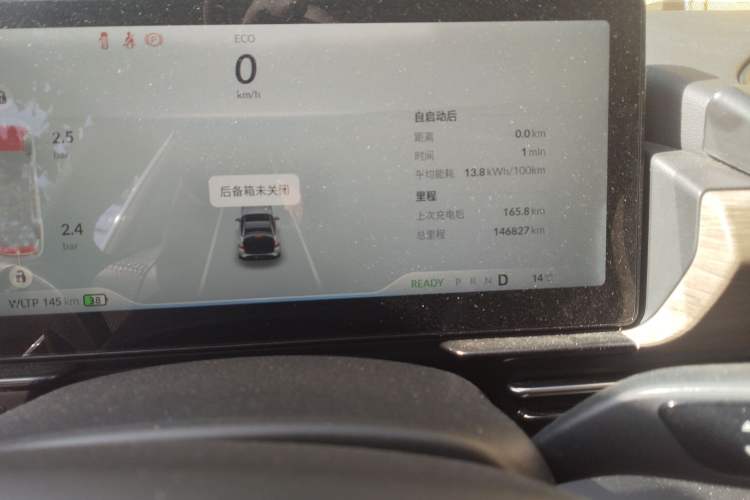 ECO
0
km/h
2.5
bar
2.4
bar
后备箱未关闭
自启动后
距离 0.0 km
时间 1 min
平均能耗 13.8 kWh/100km
里程
上次充电后 165.8 km
总里程 146827 km
V/LTP 145 km
READY P R N D 14